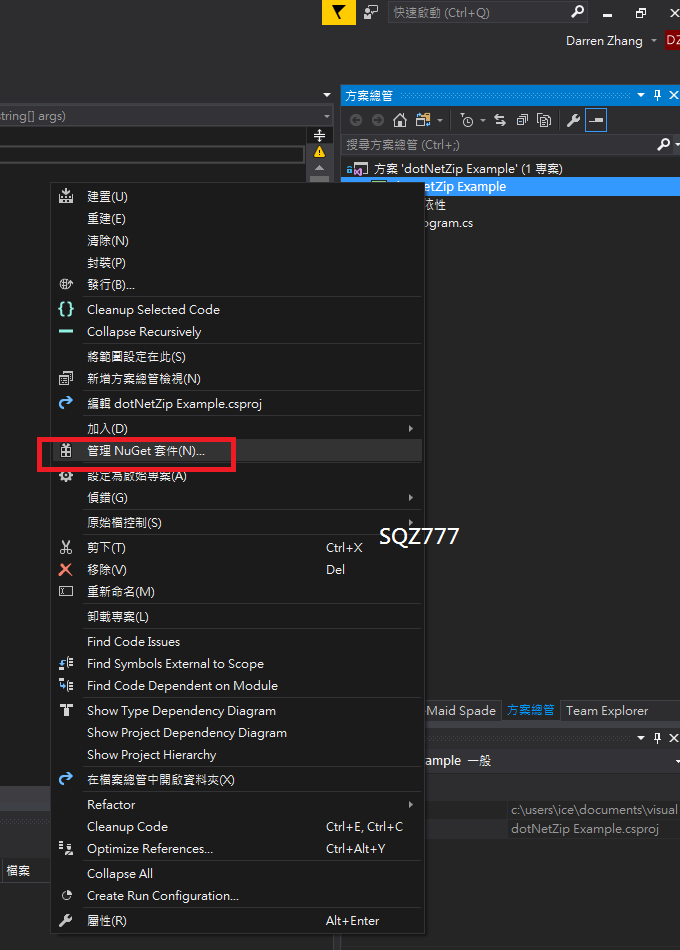 快速啟動 (Ctrl+Q)
Darren Zhang
DZ
tring[] args)
方案總管
搜尋方案總管 (Ctrl+;)
方案 'dotNetZip Example' (1 專案)
etZip Example
依性
ogram.cs
建置(U)
重建(E)
清除(N)
封裝(P)
發行(B)...
Cleanup Selected Code
Collapse Recursively
將範圍設定在此(S)
新增方案總管檢視(N)
編輯 dotNetZip Example.csproj
加入(D)
管理 NuGet 套件(N)...
設定為啟始專案(A)
偵錯(G)
原始檔控制(S)
SQZ777
剪下(T) Ctrl+X
移除(V) Del
重新命名(M)
卸載專案(L)
Find Code Issues
Find Symbols External to Scope
Find Code Dependent on Module
Show Type Dependency Diagram
Show Project Dependency Diagram
Show Project Hierarchy
在檔案總管中開啟資料夾(X)
Refactor
Cleanup Code Ctrl+E, Ctrl+C
Optimize References... Ctrl+Alt+Y
Collapse All
Create Run Configuration...
屬性(R) Alt+Enter
-Maid Spade
方案總管
Team Explorer
ample 一般
c:\users\ice\documents\visual
dotNetZip Example.csproj
檔案